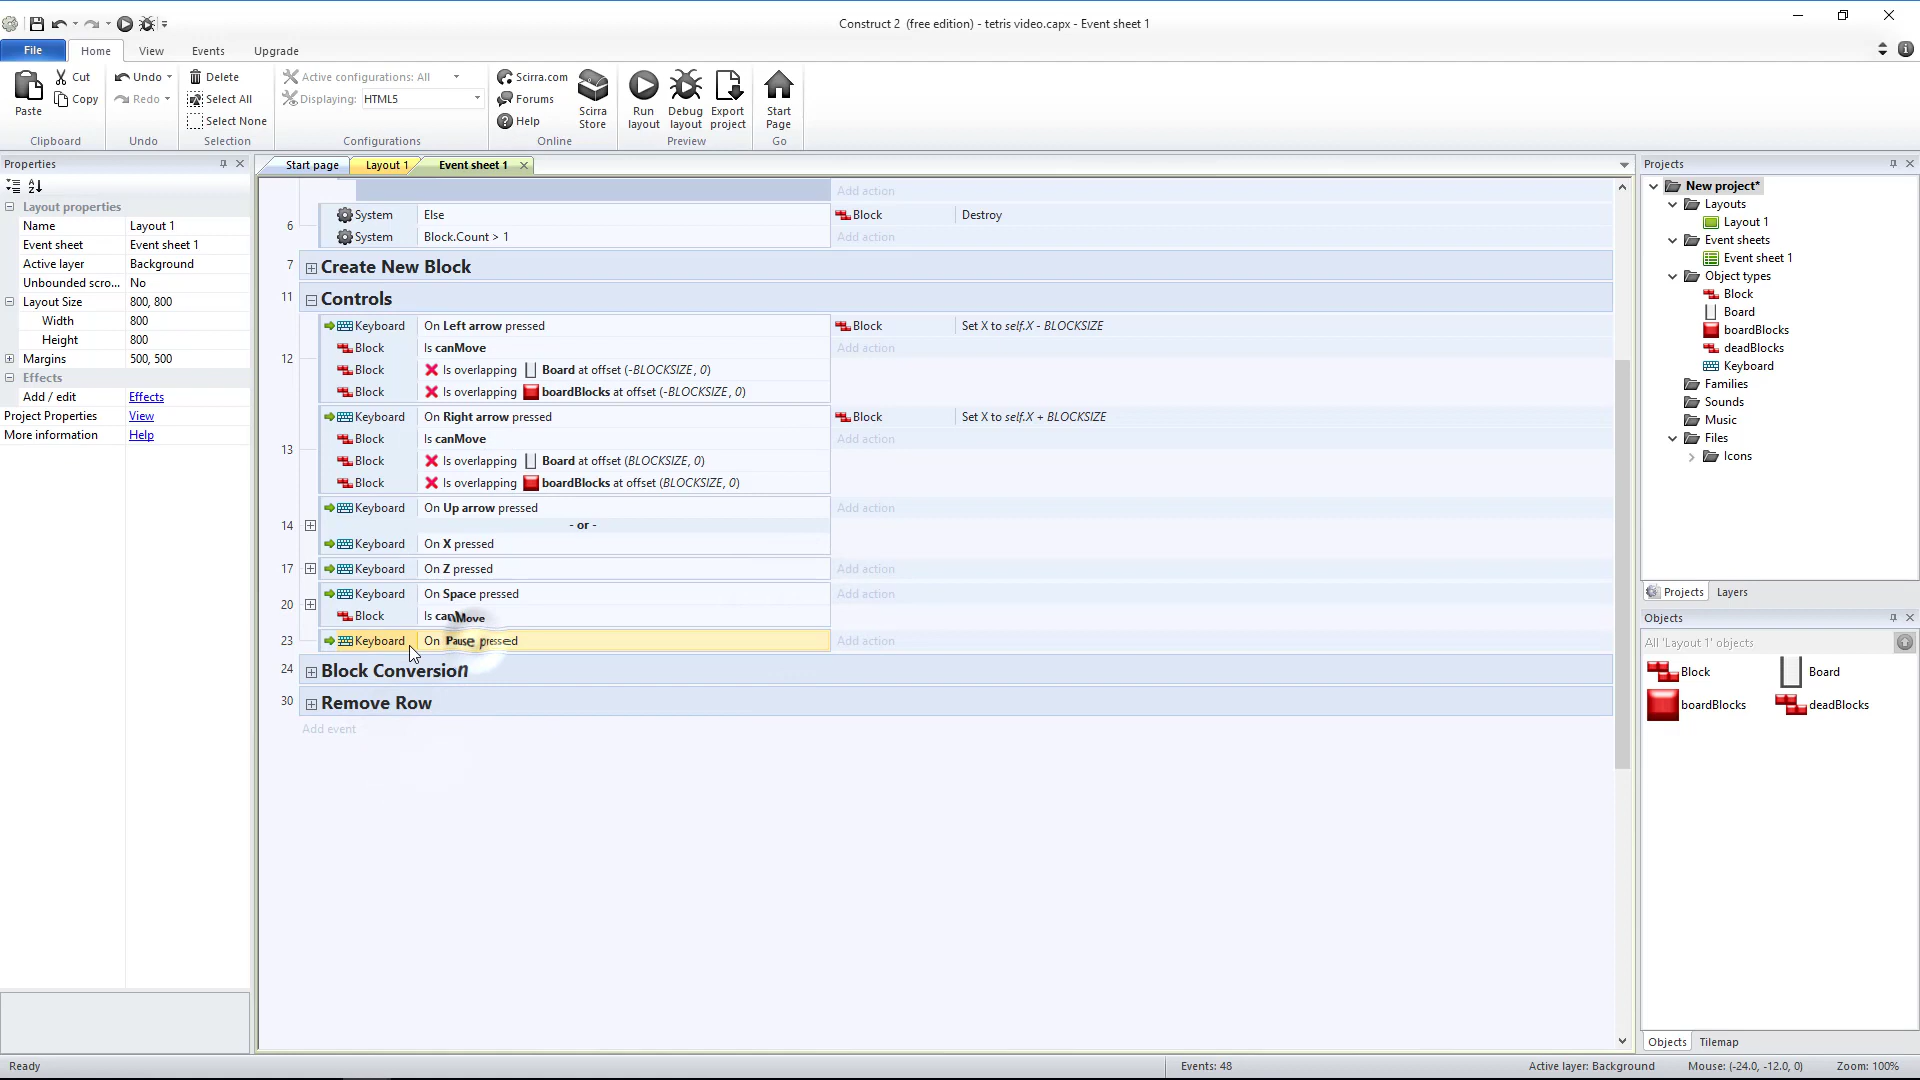 Construct 2 (free edition) - tetris video.capx - Event sheet 1
File Home View Events Upgrade
Paste Cut Copy
Undo Redo
Delete Select All Select None
Active configurations: All
Displaying: HTML5
Scirra.com Forums Help
Scirra Store
Run layout Debug layout Export project
Start Page
Clipboard Undo Selection Configurations Online Preview Go
Properties
Layout properties
Name Layout 1
Event sheet Event sheet 1
Active layer Background
Unbounded scro... No
Layout Size 800, 800
Width 800
Height 800
Margins 500, 500
Effects
Add / edit Effects
Project Properties View
More information Help
Start page Layout 1 Event sheet 1
Add action
6 System Else Block Destroy
System Block.Count > 1 Add action
7 Create New Block
11 Controls
Keyboard On Left arrow pressed Block Set X to self.X - BLOCKSIZE
12 Block Is canMove Add action
Block Is overlapping Board at offset (-BLOCKSIZE, 0)
Block Is overlapping boardBlocks at offset (-BLOCKSIZE, 0)
Keyboard On Right arrow pressed Block Set X to self.X + BLOCKSIZE
13 Block Is canMove Add action
Block Is overlapping Board at offset (BLOCKSIZE, 0)
Block Is overlapping boardBlocks at offset (BLOCKSIZE, 0)
Keyboard On Up arrow pressed Add action
14 - or -
Keyboard On X pressed
17 Keyboard On Z pressed Add action
20 Keyboard On Space pressed Add action
Block Is canMove
23 Keyboard On Pause pressed Add action
24 Block Conversion
30 Remove Row
Add event
Projects
New project*
Layouts
Layout 1
Event sheets
Event sheet 1
Object types
Block
Board
boardBlocks
deadBlocks
Keyboard
Families
Sounds
Music
Files
Icons
Projects Layers
Objects
All 'Layout 1' objects
Block Board
boardBlocks deadBlocks
Objects Tilemap
Ready Events: 48 Active layer: Background Mouse: (-24.0, -12.0, 0) Zoom: 100%